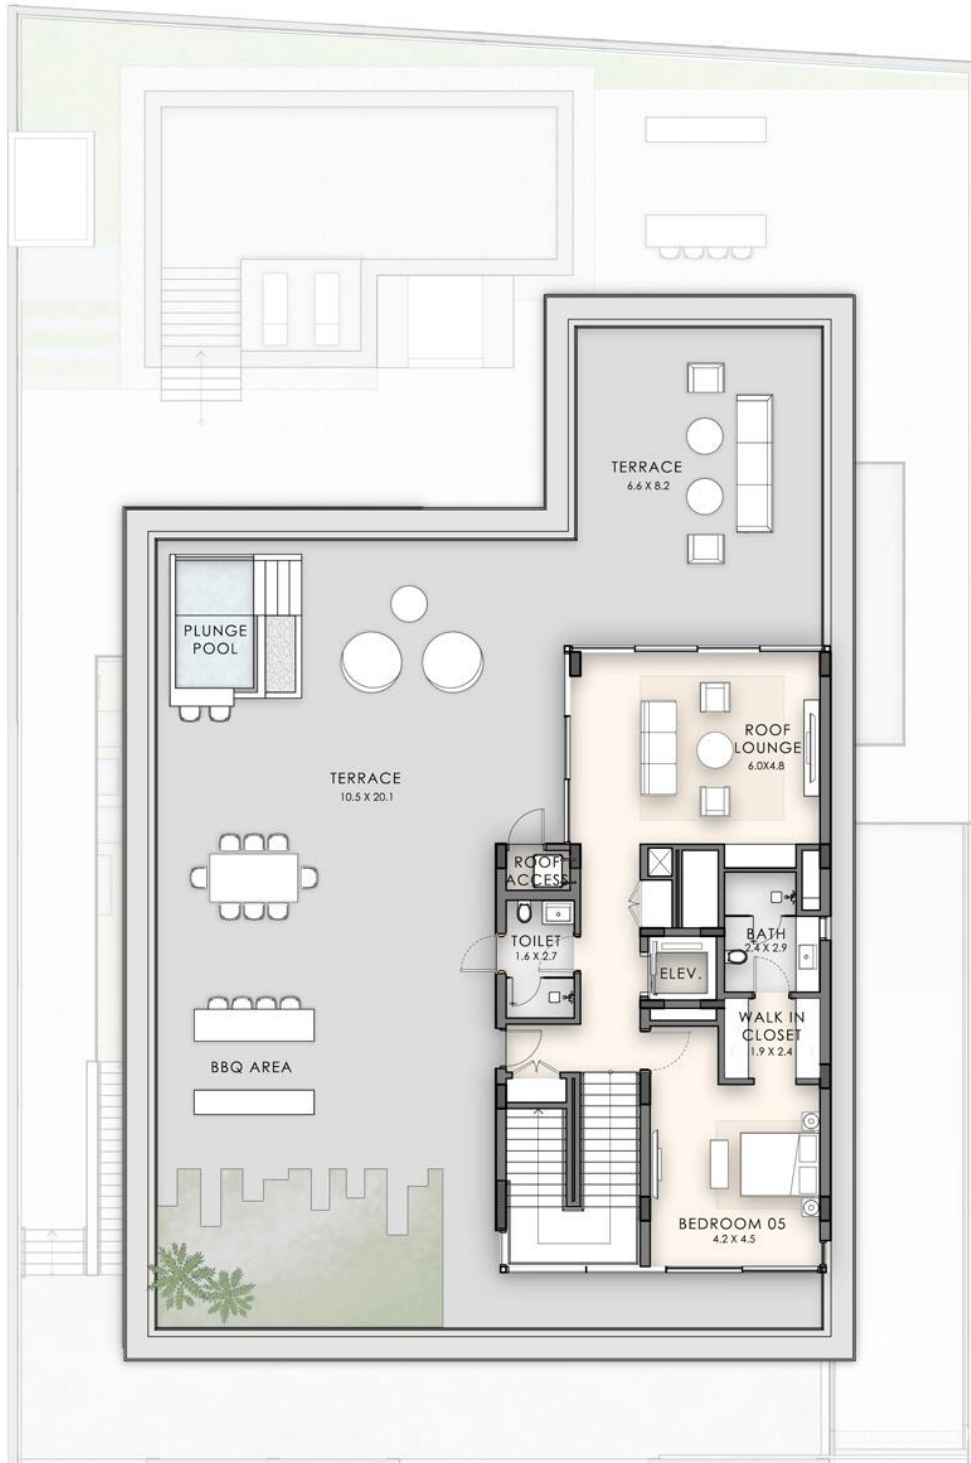 TERRACE
6.6 X 8.2
PLUNGE
POOL
ROOF
LOUNGE
6.0X4.8
TERRACE
10.5 X 20.1
ROOF
ACCESS
TOILET
1.6 X 2.7
BATH
2.4 X 2.9
ELEV.
WALK IN
CLOSET
1.9 X 2.4
BBQ AREA
BEDROOM 05
4.2 X 4.5